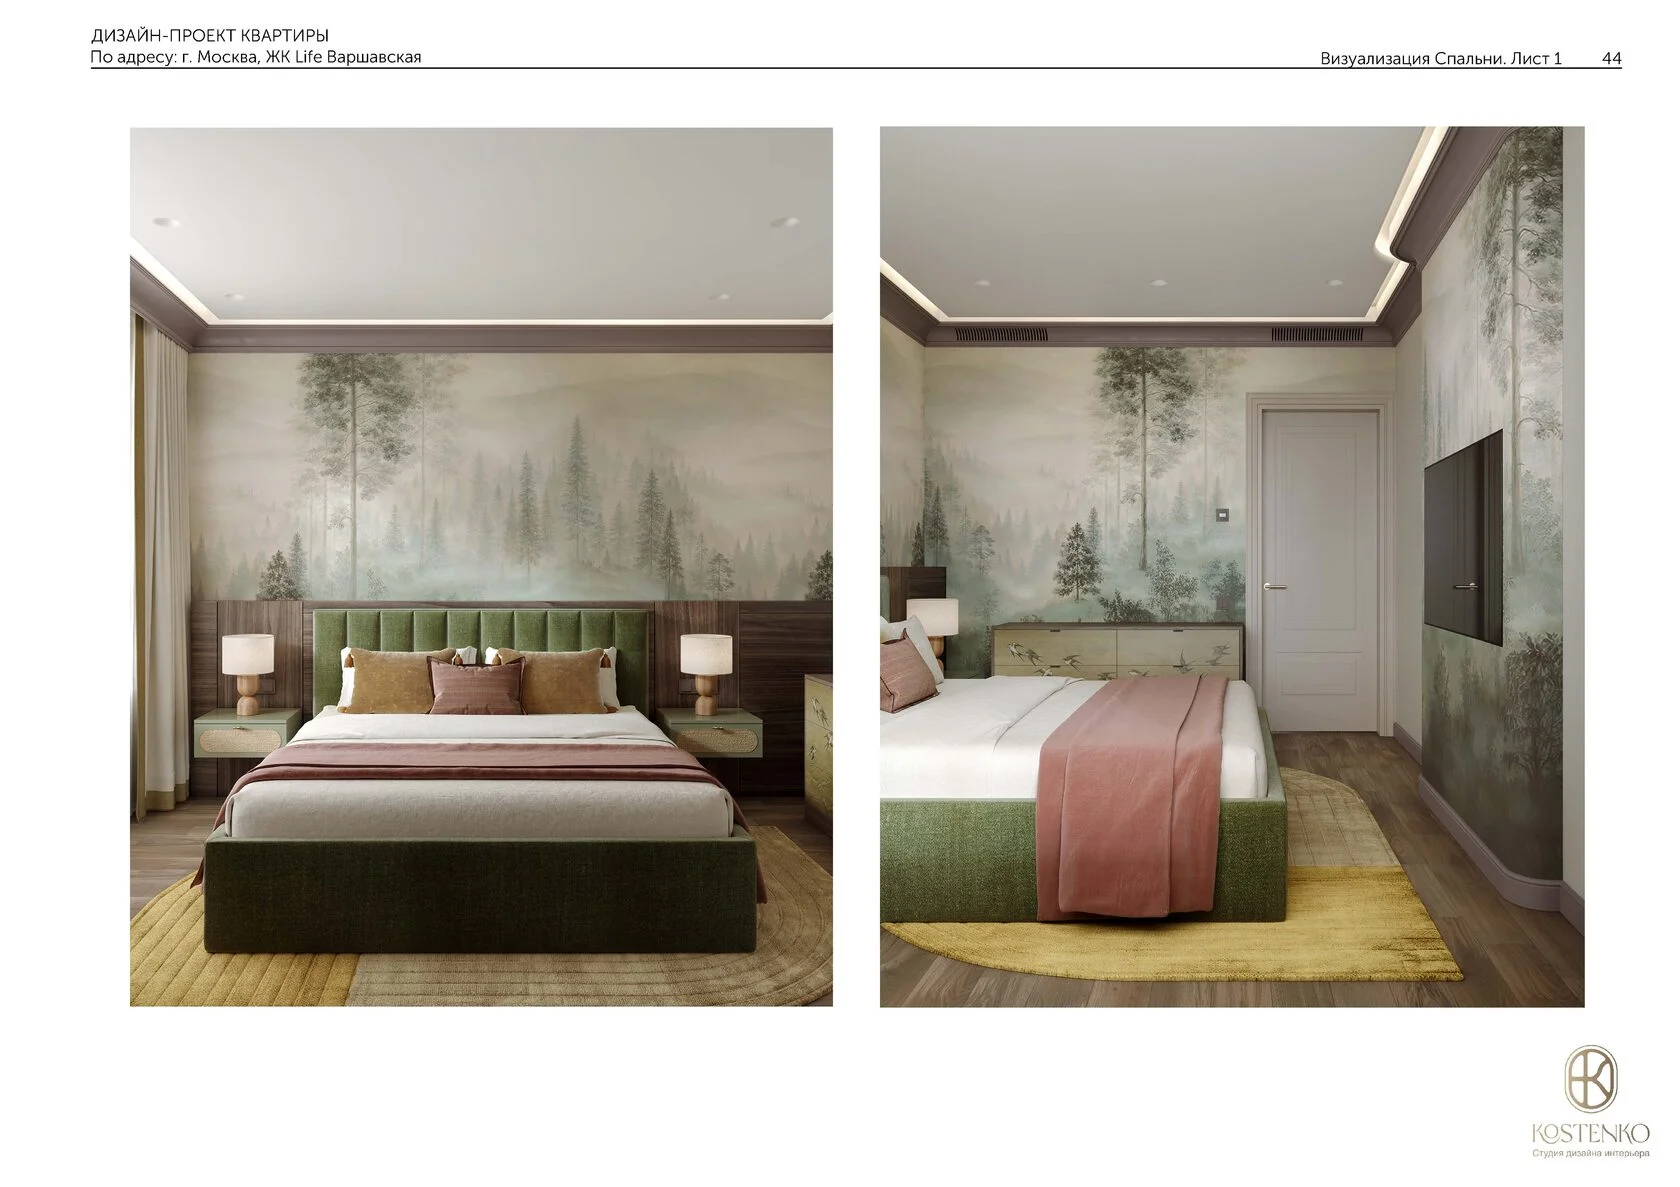 ДИЗАЙН-ПРОЕКТ КВАРТИРЫ
По адресу: г. Москва, ЖК Life Варшавская
Визуализация Спальни. Лист 1 44
KOSTENKO
Студия дизайна интерьера